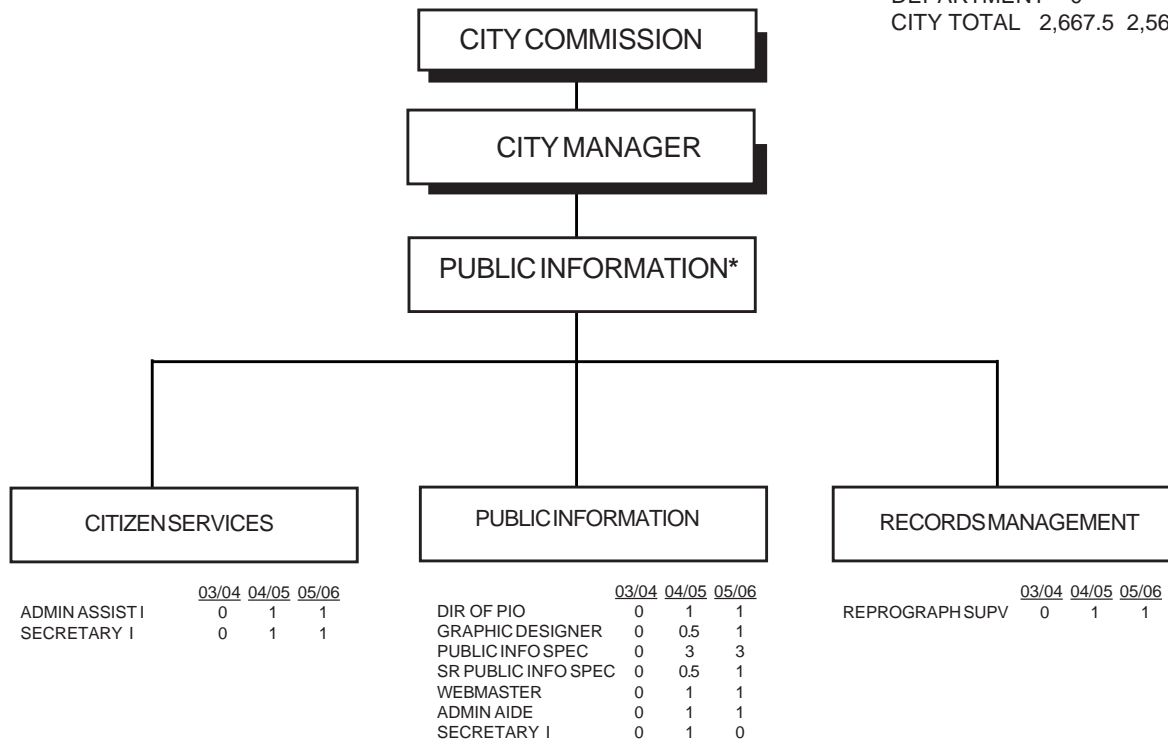 CITY TOTAL 2,667.5
CITY COMMISSION
CITY MANAGER
PUBLIC INFORMATION*
CITIZEN SERVICES
PUBLIC INFORMATION
RECORDS MANAGEMENT
03/04 04/05 05/06
ADMIN ASSIST I 0 1 1
SECRETARY I 0 1 1
03/04 04/05 05/06
DIR OF PIO 0 1 1
GRAPHIC DESIGNER 0 0.5 1
PUBLIC INFO SPEC 0 3 3
SR PUBLIC INFO SPEC 0 0.5 1
WEBMASTER 0 1 1
ADMIN AIDE 0 1 1
SECRETARY I 0 1 0
03/04 04/05 05/06
REPROGRAPH SUPV 0 1 1